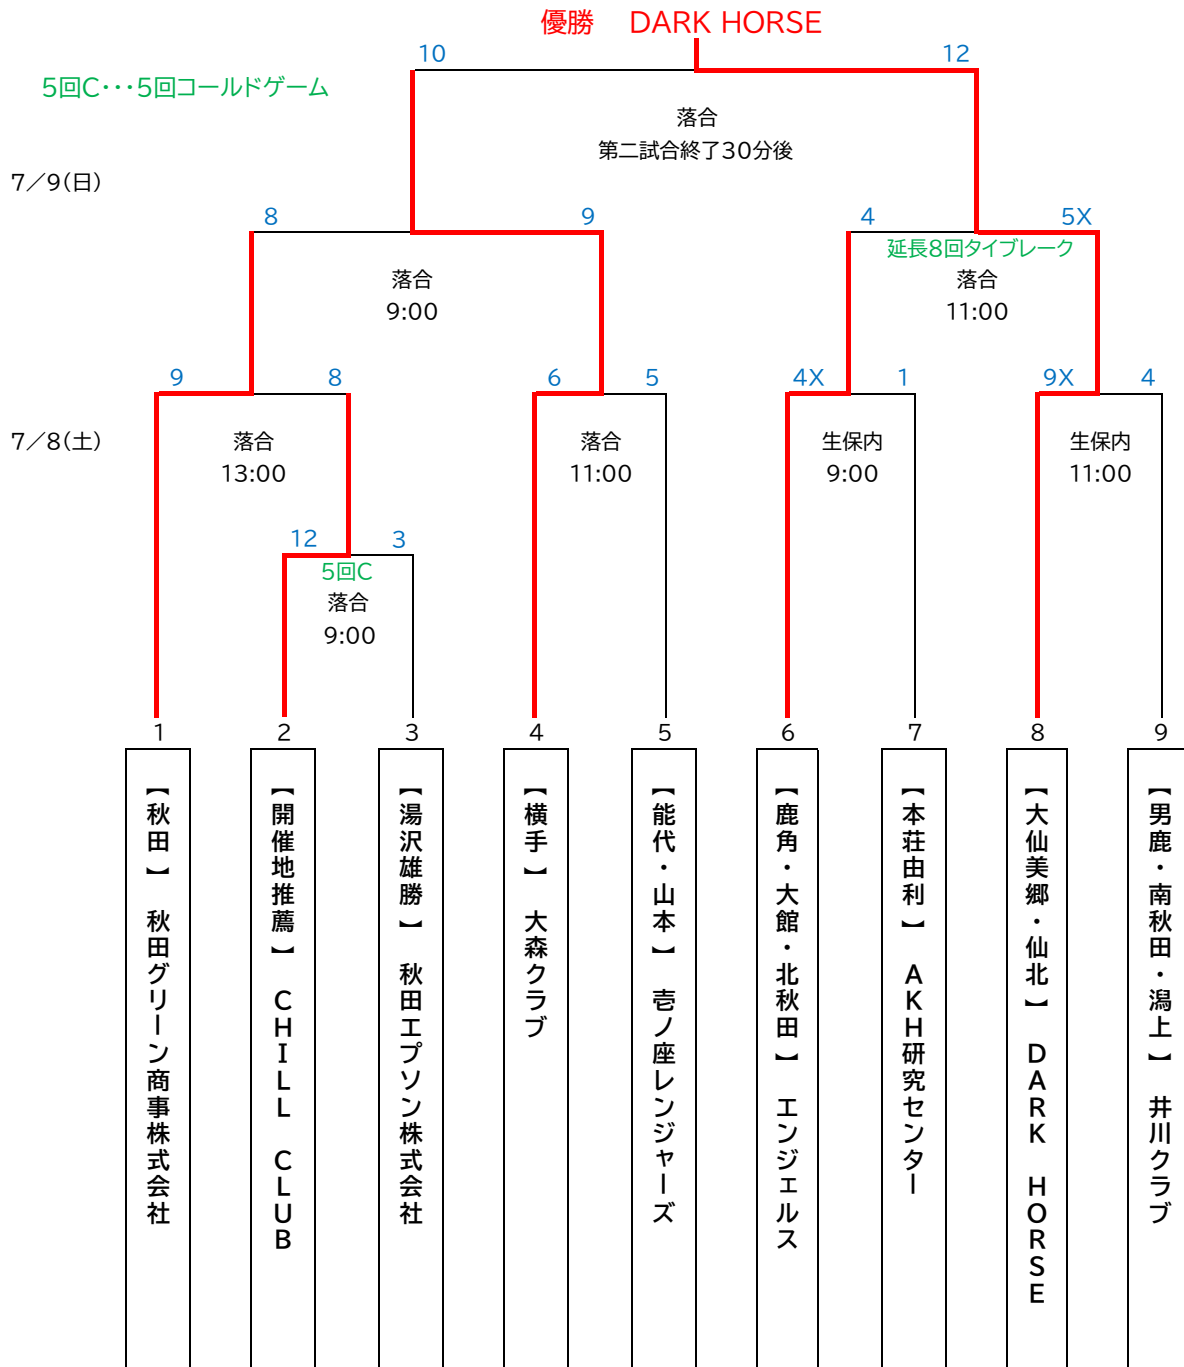 優勝 DARK HORSE
10 12
5回C・・・5回コールドゲーム
落合
第二試合終了30分後
7／9(日)
8 9 4 5X
延長8回タイブレーク
落合 落合
9:00 11:00
9 8 6 5 4X 1 9X 4
7／8(土)
落合 落合 生保内 生保内
13:00 11:00 9:00 11:00
12 3
5回C
落合
9:00
1 2 3 4 5 6 7 8 9
【秋田】 秋田グリーン商事株式会社
【開催地推薦】 CHILL CLUB
【湯沢雄勝】 秋田エプソン株式会社
【横手】 大森クラブ
【能代・山本】 壱ノ座レンジャーズ
【鹿角・大館・北秋田】 エンジェルス
【本荘由利】 AKH研究センター
【大仙美郷・仙北】 DARK HORSE
【男鹿・南秋田・潟上】 井川クラブ